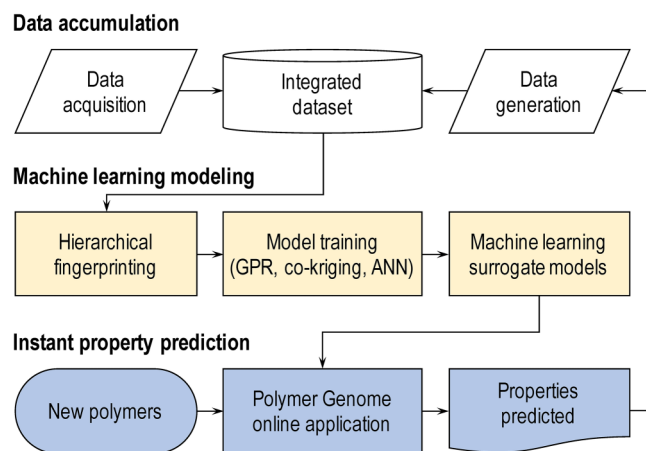 Data accumulation
Data
acquisition
Integrated
dataset
Data
generation
Machine learning modeling
Hierarchical
fingerprinting
Model training
(GPR, co-kriging, ANN)
Machine learning
surrogate models
Instant property prediction
New polymers
Polymer Genome
online application
Properties
predicted